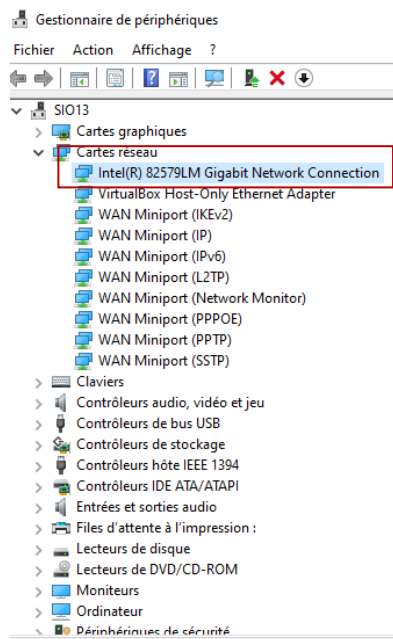 Gestionnaire de périphériques
Fichier Action Affichage ?
SIO13
Cartes graphiques
Cartes réseau
Intel(R) 82579LM Gigabit Network Connection
VirtualBox Host-Only Ethernet Adapter
WAN Miniport (IKEv2)
WAN Miniport (IP)
WAN Miniport (IPv6)
WAN Miniport (L2TP)
WAN Miniport (Network Monitor)
WAN Miniport (PPPOE)
WAN Miniport (PPTP)
WAN Miniport (SSTP)
Claviers
Contrôleurs audio, vidéo et jeu
Contrôleurs de bus USB
Contrôleurs de stockage
Contrôleurs hôte IEEE 1394
Contrôleurs IDE ATA/ATAPI
Entrées et sorties audio
Files d'attente à l'impression :
Lecteurs de disque
Lecteurs de DVD/CD-ROM
Moniteurs
Ordinateur
Périphériques de sécurité